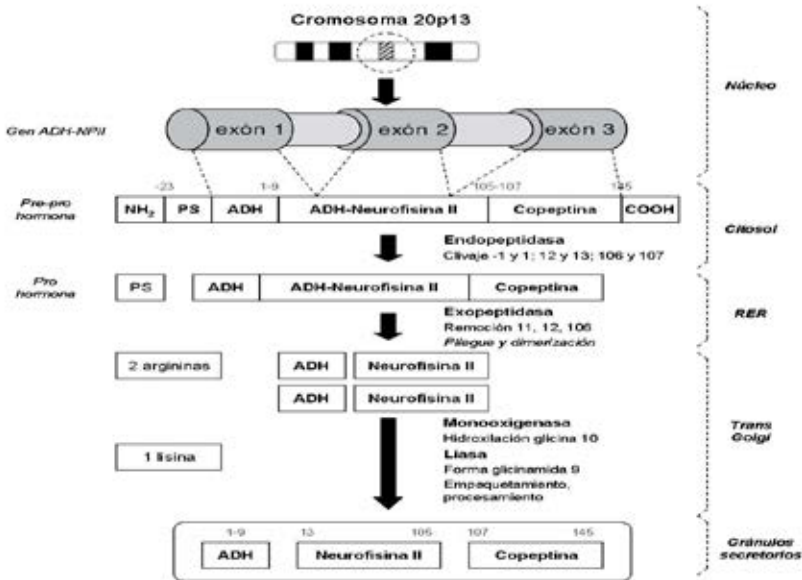 Cromosoma 20p13
Núcleo
Gen ADH-NPII
exón 1
exón 2
exón 3
-23
1-9
105-107
145
Pre-pro
hormona
NH2
PS
ADH
ADH-Neurofisina II
Copeptina
COOH
Citosol
Endopeptidasa
Clivaje -1 y 1; 12 y 13; 106 y 107
Pro
hormona
PS
ADH
ADH-Neurofisina II
Copeptina
RER
Exopeptidasa
Remoción 11, 12, 106
Pliegue y dimerización
2 argininas
ADH
Neurofisina II
ADH
Neurofisina II
Trans
Golgi
Monooxigenasa
Hidroxilación glicina 10
1 lisina
Liasa
Forma glicinamida 9
Empaquetamiento,
procesamiento
1-9
13
105
107
145
ADH
Neurofisina II
Copeptina
Gránulos
secretorios